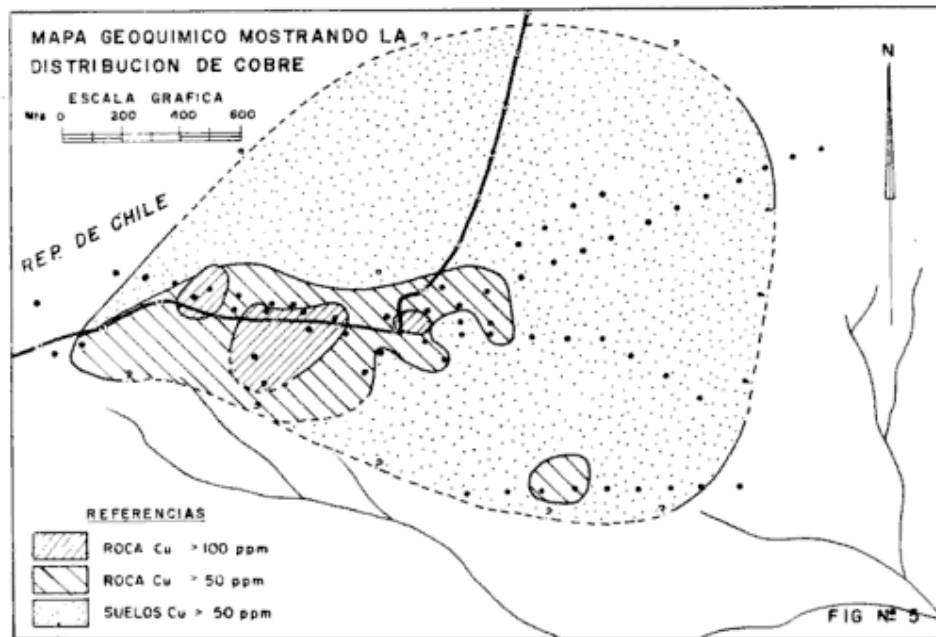 MAPA GEOQUIMICO MOSTRANDO LA
DISTRIBUCION DE COBRE
ESCALA GRAFICA
Mts 0 200 400 600
N
REP. DE CHILE
?
?
?
?
?
?
REFERENCIAS
ROCA Cu > 100 ppm
ROCA Cu > 50 ppm
SUELOS Cu > 50 ppm
FIG Nº 5